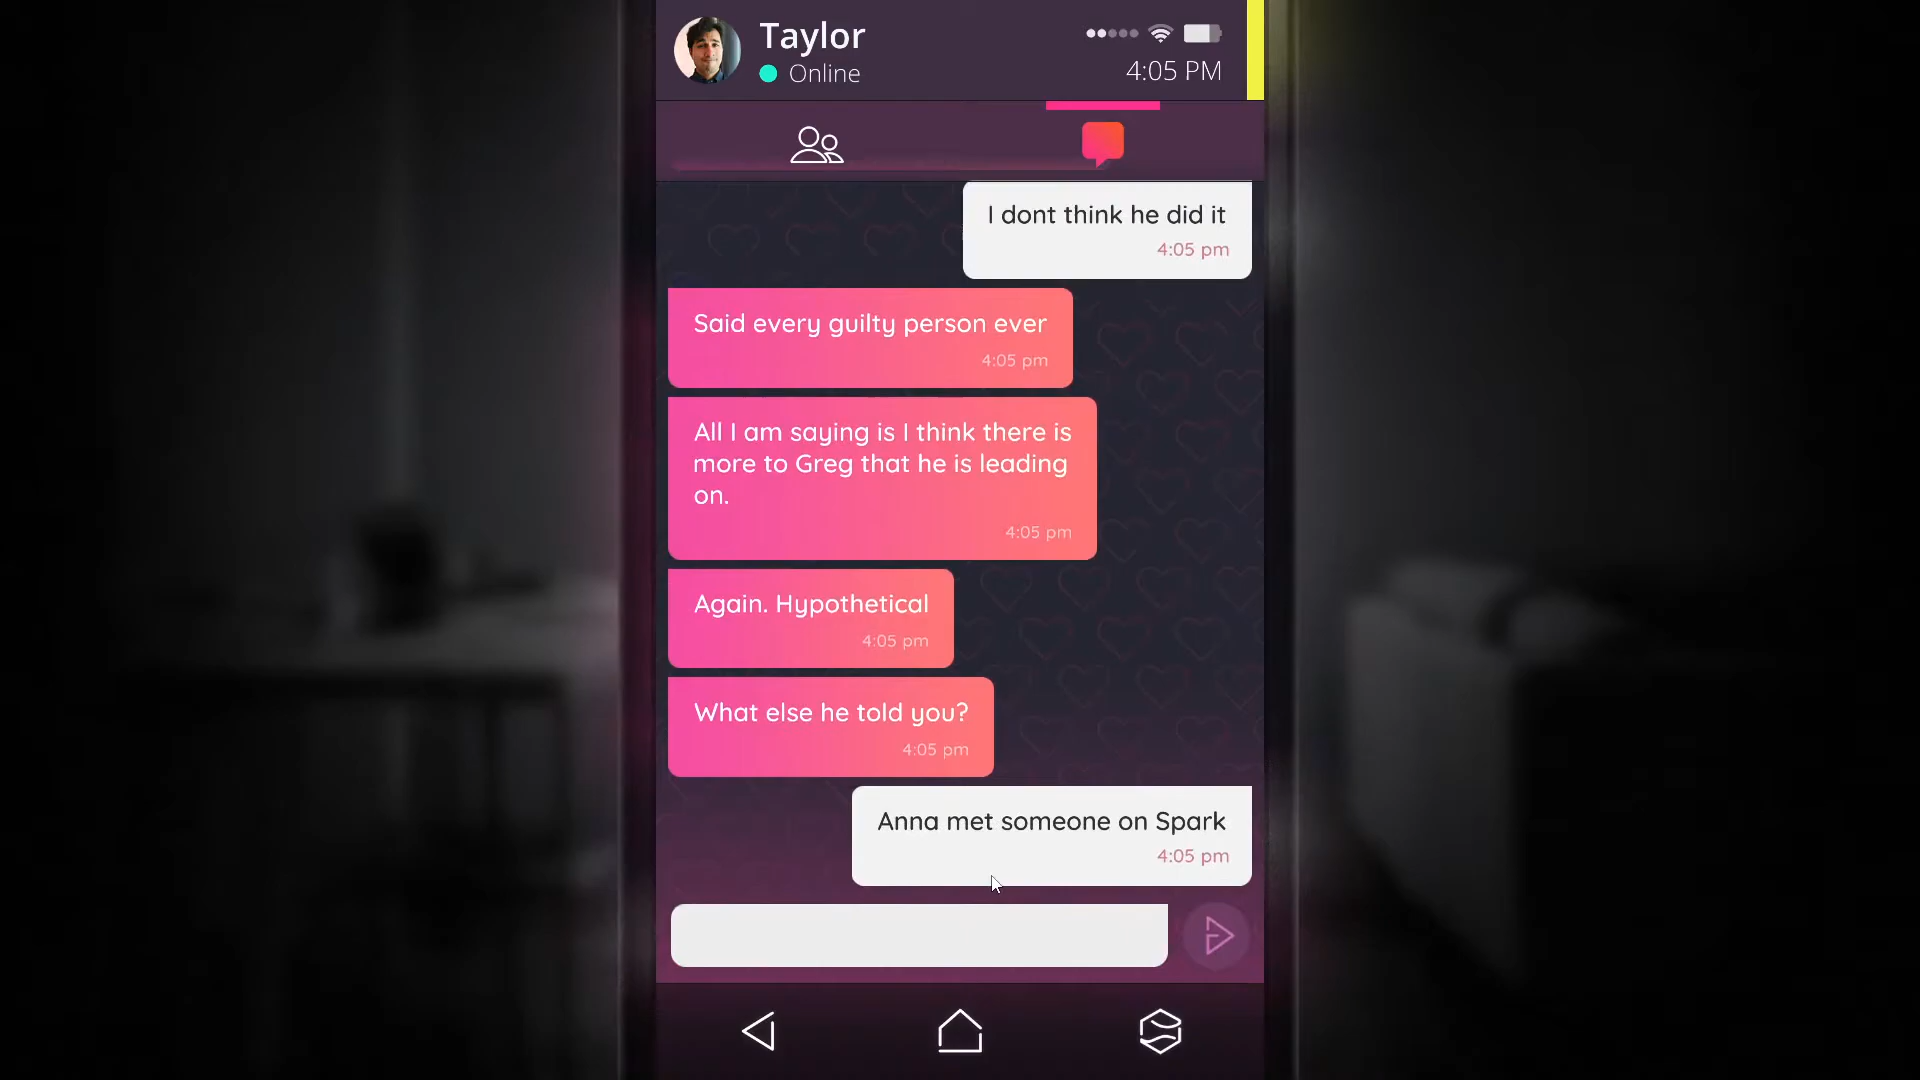 Taylor
Online
4:05 PM
I dont think he did it
4:05 pm
Said every guilty person ever
4:05 pm
All I am saying is I think there is
more to Greg that he is leading
on.
4:05 pm
Again. Hypothetical
4:05 pm
What else he told you?
4:05 pm
Anna met someone on Spark
4:05 pm